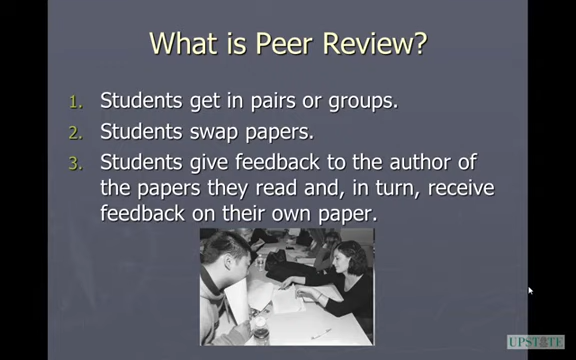 What is Peer Review?
1. Students get in pairs or groups.
2. Students swap papers.
3. Students give feedback to the author of
the papers they read and, in turn, receive
feedback on their own paper.
UPSTATE